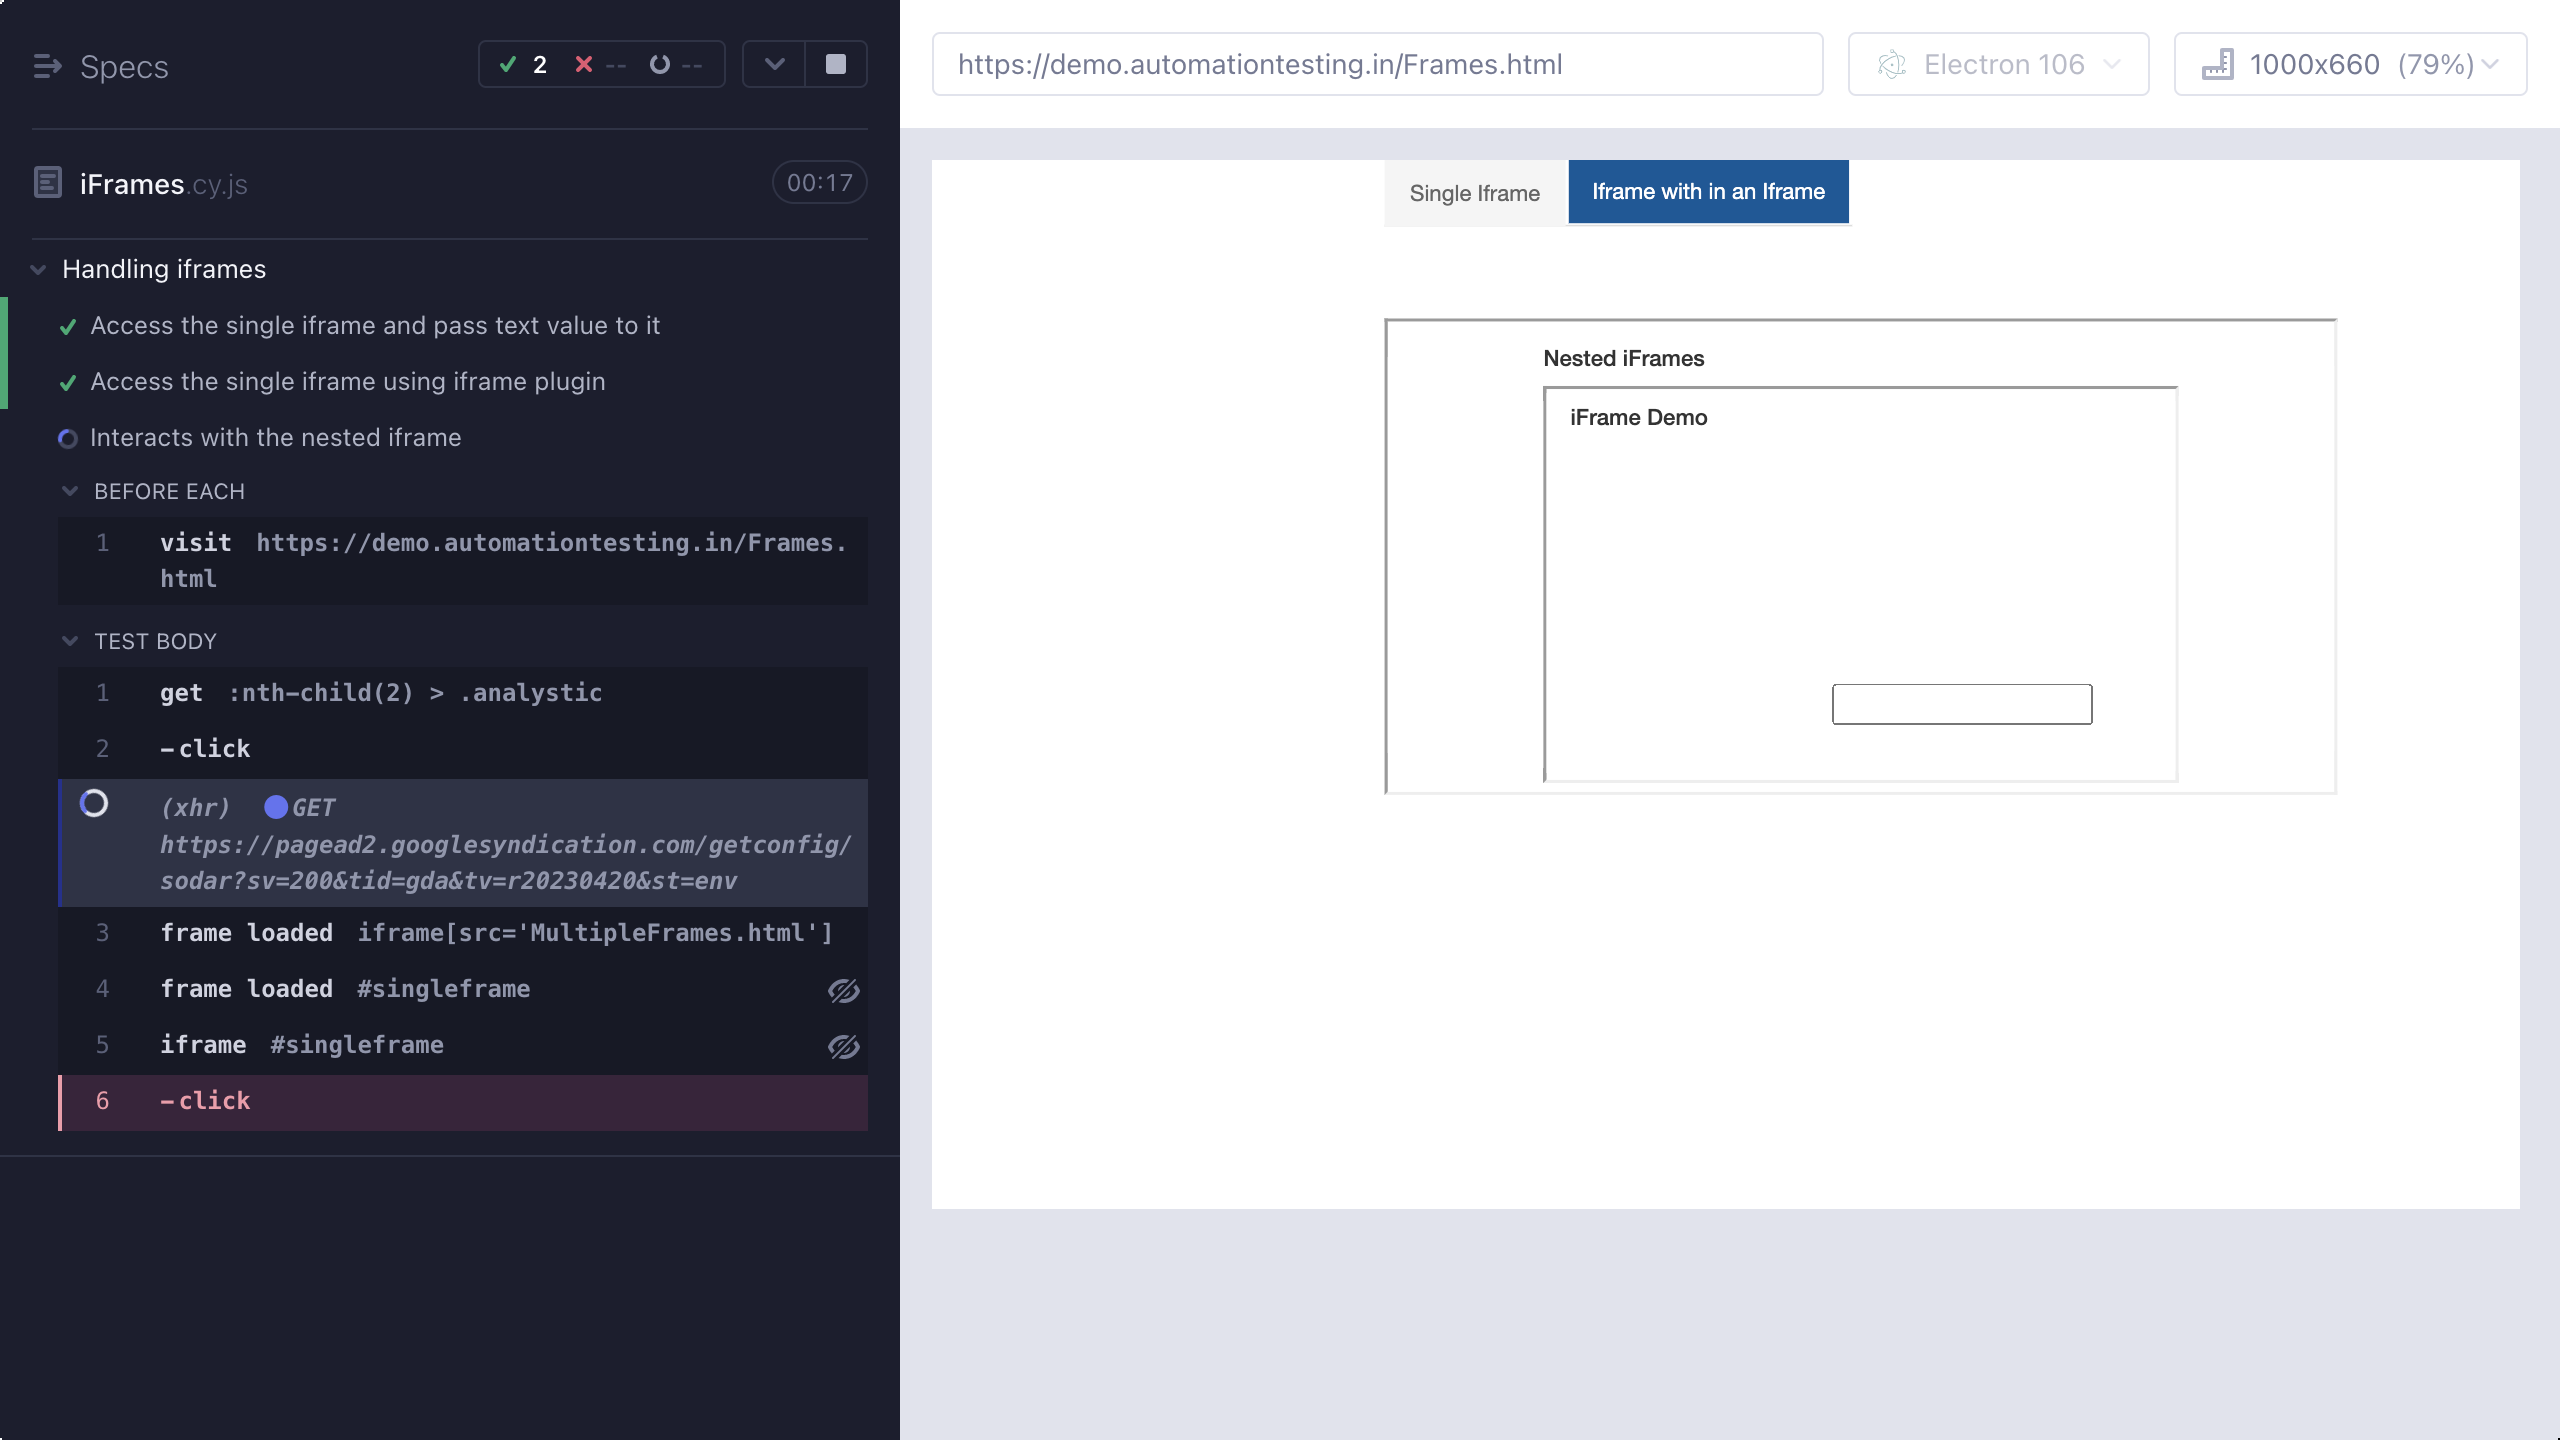 Specs
2 -- --
iFrames.cy.js
00:17
Handling iframes
Access the single iframe and pass text value to it
Access the single iframe using iframe plugin
Interacts with the nested iframe
BEFORE EACH
1 visit https://demo.automationtesting.in/Frames.
html
TEST BODY
1 get :nth-child(2) > .analystic
2 -click
(xhr) GET
https://pagead2.googlesyndication.com/getconfig/
sodar?sv=200&tid=gda&tv=r20230420&st=env
3 frame loaded iframe[src='MultipleFrames.html']
4 frame loaded #singleframe
5 iframe #singleframe
6 -click
https://demo.automationtesting.in/Frames.html
Electron 106
1000x660 (79%)
Single Iframe
Iframe with in an Iframe
Nested iFrames
iFrame Demo